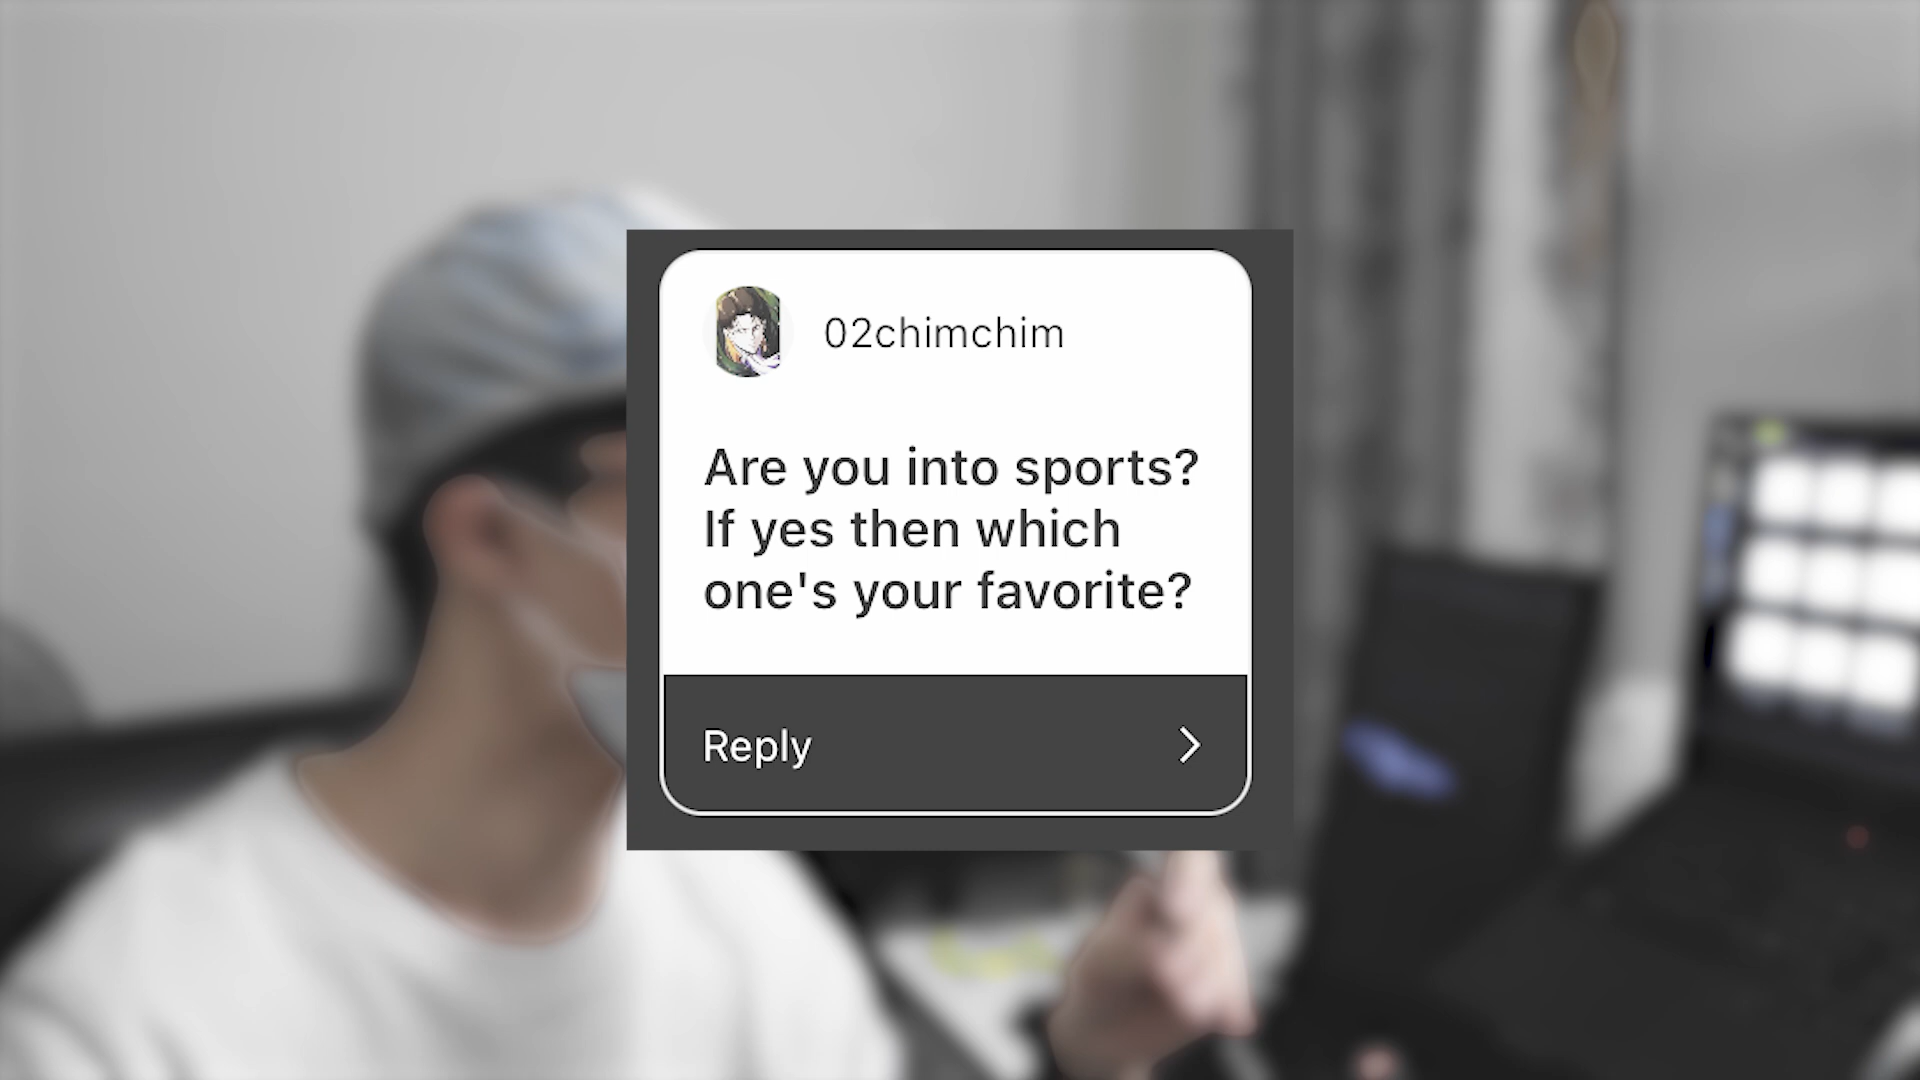 02chimchim
Are you into sports?
If yes then which
one's your favorite?
Reply